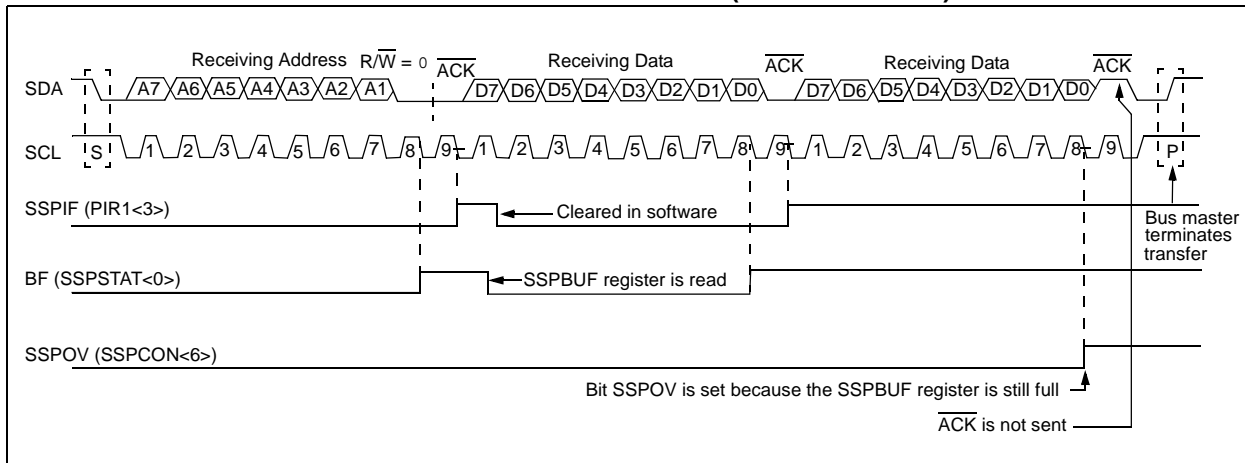 Receiving Address R/W̅ = 0 A̅C̅K̅ Receiving Data A̅C̅K̅ Receiving Data A̅C̅K̅
SDA A7 A6 A5 A4 A3 A2 A1 D7 D6 D5 D4 D3 D2 D1 D0 D7 D6 D5 D4 D3 D2 D1 D0
SCL S 1 2 3 4 5 6 7 8 9 1 2 3 4 5 6 7 8 9 1 2 3 4 5 6 7 8 9 P
SSPIF (PIR1<3>)
Cleared in software
Bus master
terminates
transfer
BF (SSPSTAT<0>)
SSPBUF register is read
SSPOV (SSPCON<6>)
Bit SSPOV is set because the SSPBUF register is still full
A̅C̅K̅ is not sent